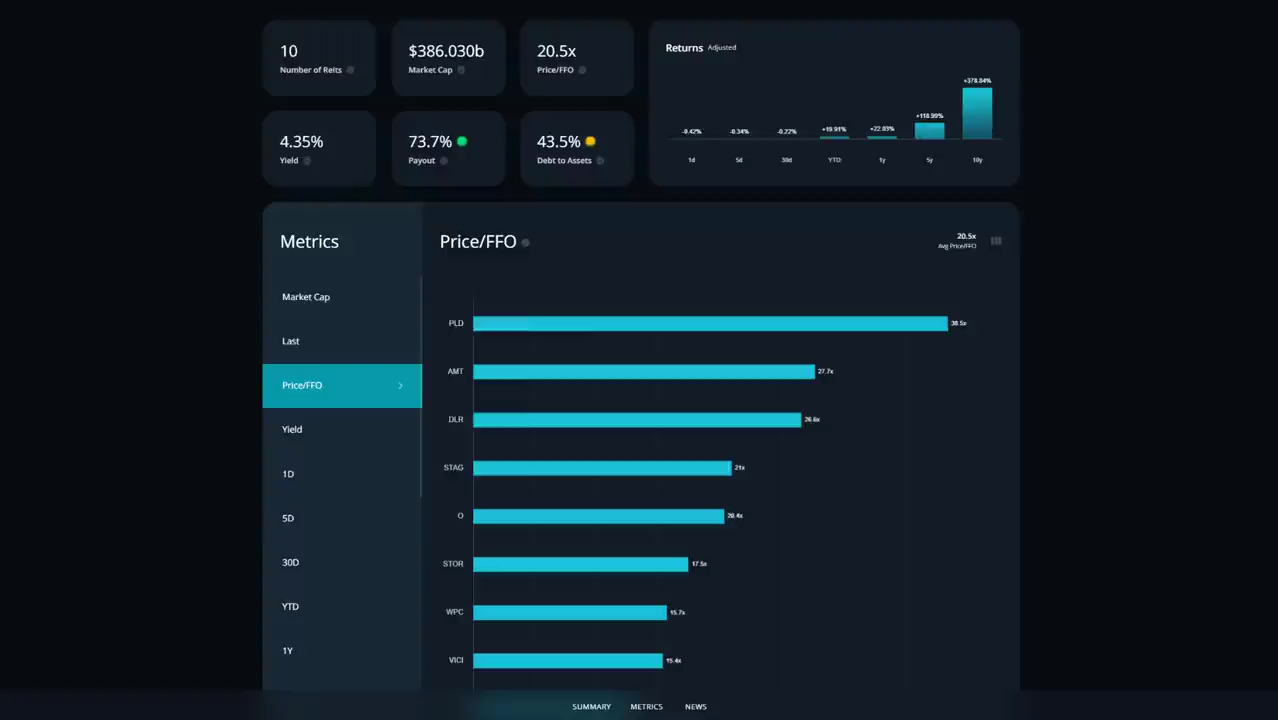 10
Number of Reits
$386.030b
Market Cap
20.5x
Price/FFO
4.35%
Yield
73.7%
Payout
43.5%
Debt to Assets
Returns Adjusted
-0.42%
-0.34%
-0.22%
+19.91%
+22.83%
+118.99%
+378.84%
1d
5d
30d
YTD
1y
5y
10y
Metrics
Market Cap
Last
Price/FFO
Yield
1D
5D
30D
YTD
1Y
Price/FFO
20.5x
Avg Price/FFO
PLD 38.5x
AMT 27.7x
DLR 26.6x
STAG 21x
O 20.4x
STOR 17.5x
WPC 15.7x
VICI 15.4x
SUMMARY METRICS NEWS